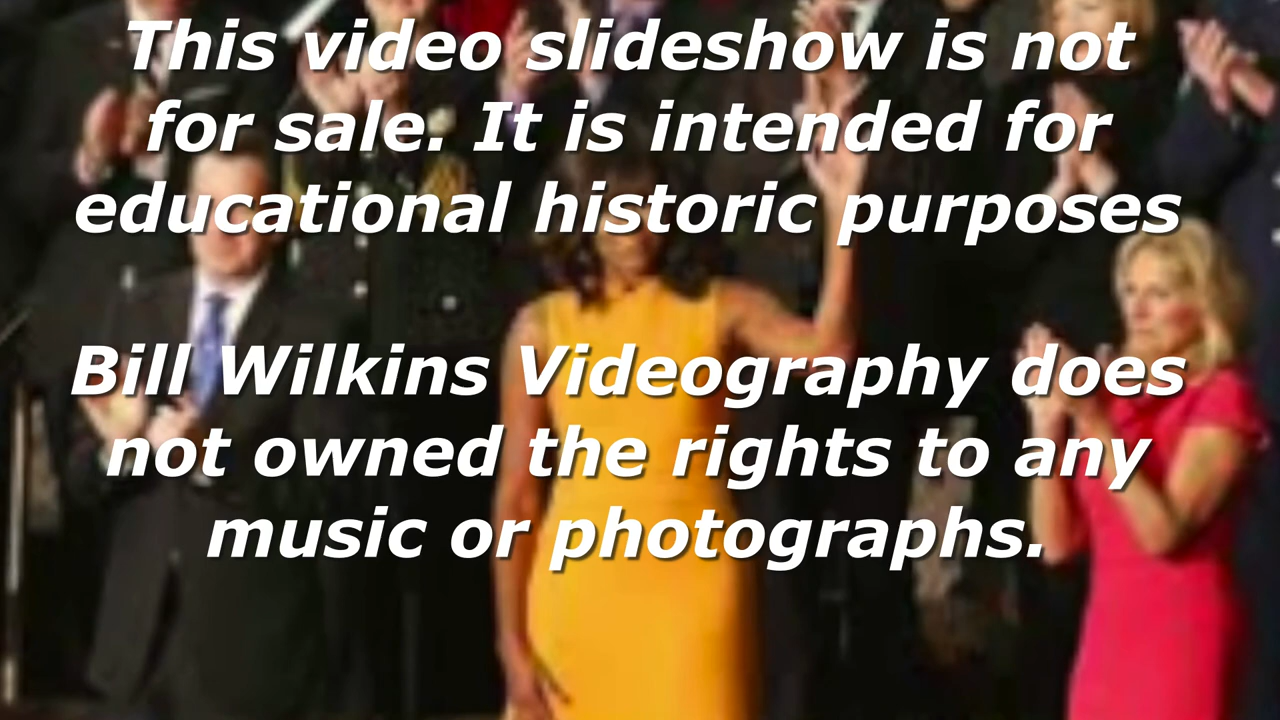 This video slideshow is not
for sale. It is intended for
educational historic purposes
Bill Wilkins Videography does
not owned the rights to any
music or photographs.